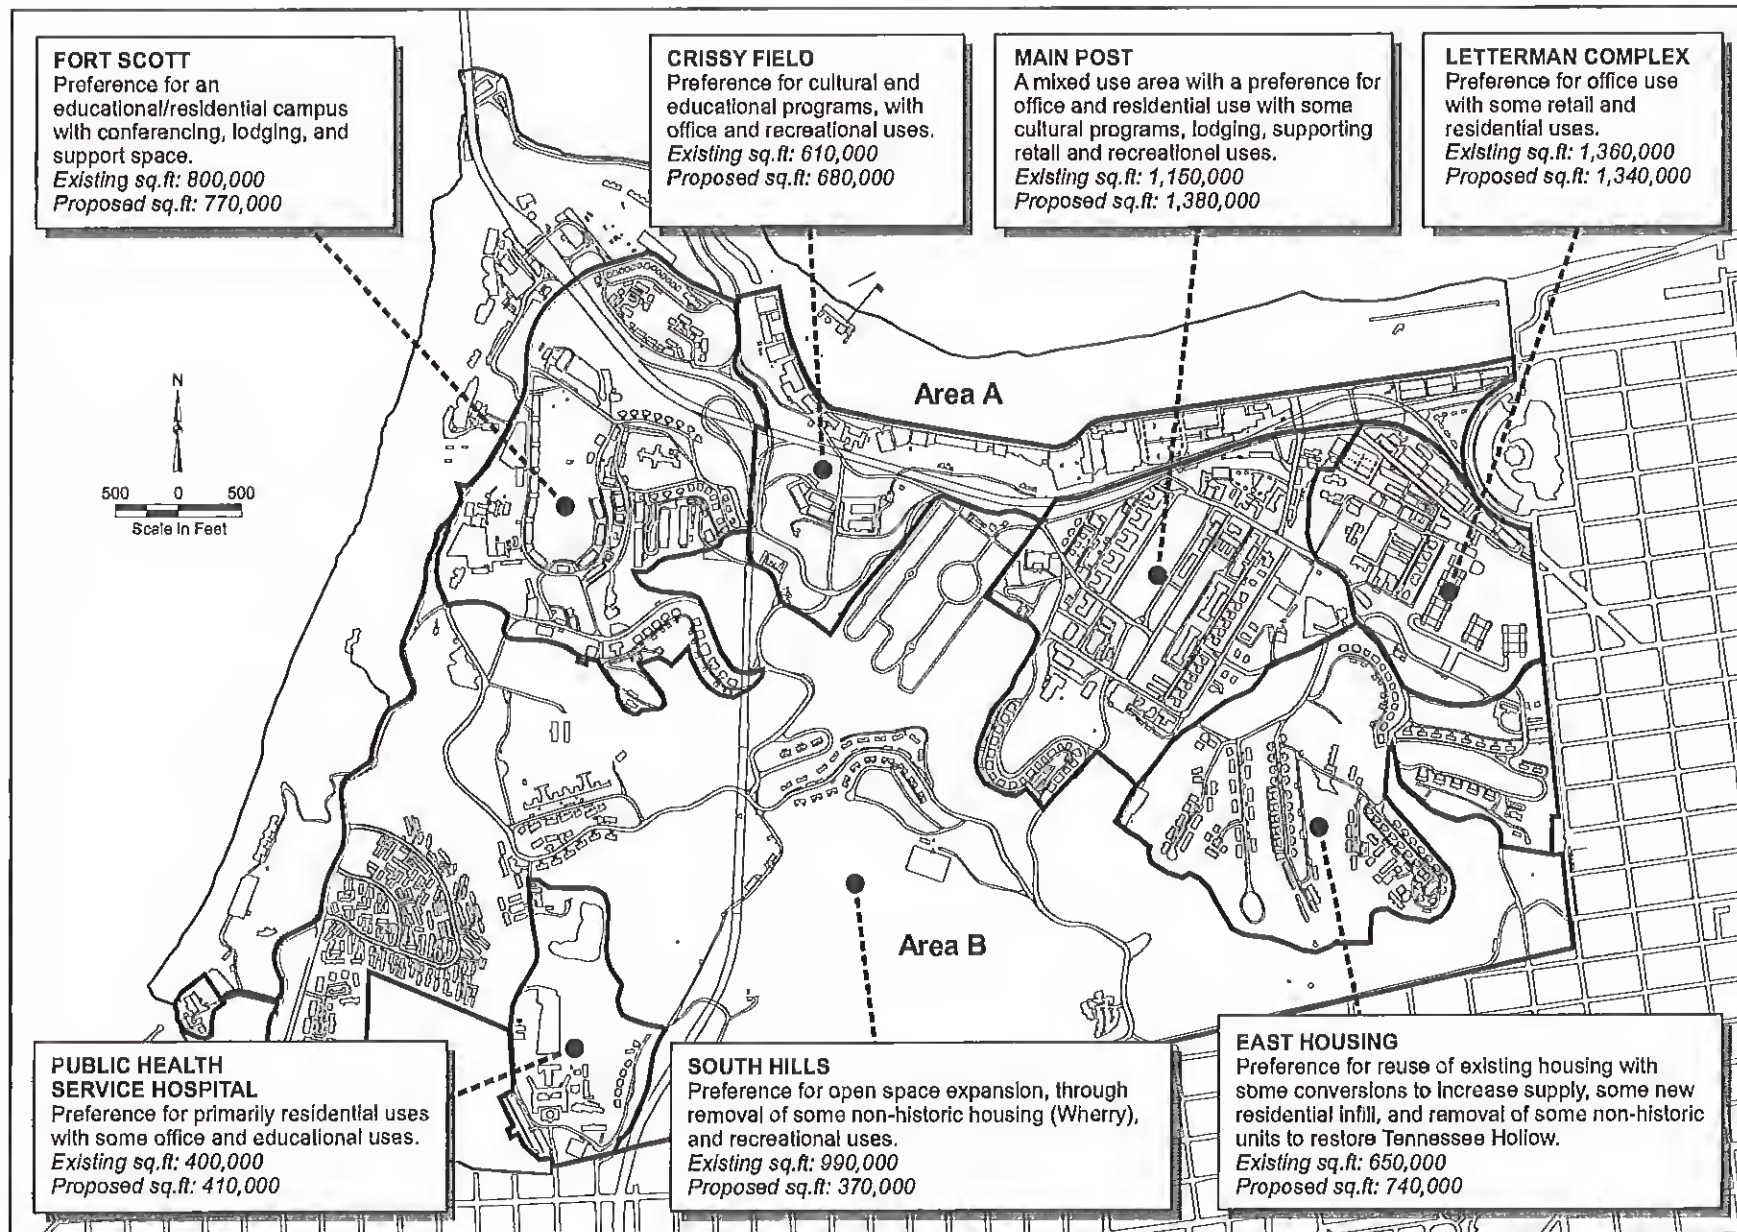 FORT SCOTT
Preference for an
educational/residential campus
with conferencing, lodging, and
support space.
Existing sq.ft: 800,000
Proposed sq.ft: 770,000
CRISSY FIELD
Preference for cultural end
educational programs, with
office and recreational uses.
Existing sq.ft: 610,000
Proposed sq.ft: 680,000
MAIN POST
A mixed use area with a preference for
office and residential use with some
cultural programs, lodging, supporting
retall and recreationel uses.
Existing sq.ft: 1,150,000
Proposed sq.ft: 1,380,000
LETTERMAN COMPLEX
Preference for office use
with some retail and
residential uses.
Existing sq.ft: 1,360,000
Proposed sq.ft: 1,340,000
N
500 0 500
Scale in Feet
Area A
Area B
PUBLIC HEALTH
SERVICE HOSPITAL
Preference for primarily residential uses
with some office and educational uses.
Existing sq.ft: 400,000
Proposed sq.ft: 410,000
SOUTH HILLS
Preference for open space expansion, through
removal of some non-historic housing (Wherry),
and recreational uses.
Existing sq.ft: 990,000
Proposed sq.ft: 370,000
EAST HOUSING
Preference for reuse of existing housing with
some conversions to increase supply, some new
residential infill, and removal of some non-historic
units to restore Tennessee Hollow.
Existing sq.ft: 650,000
Proposed sq.ft: 740,000